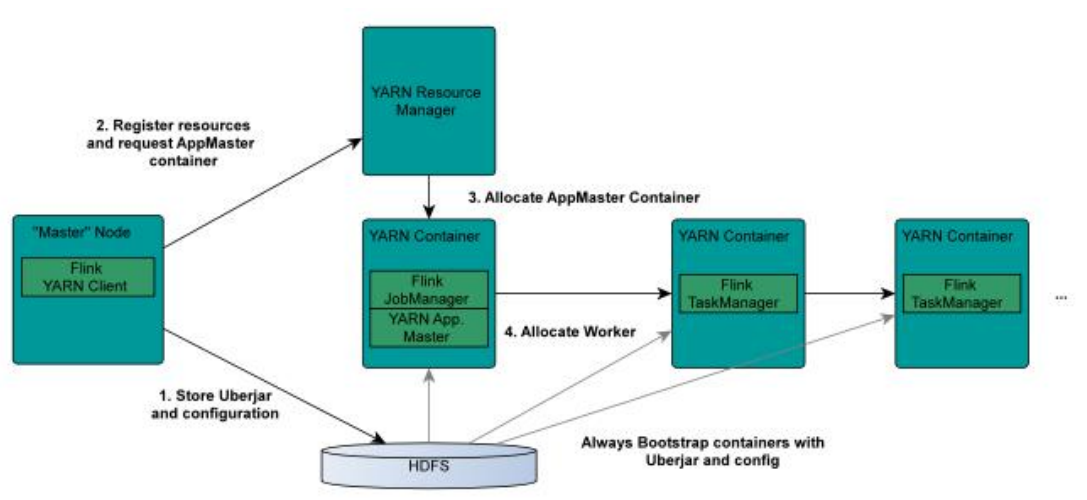 YARN Resource
Manager
2. Register resources
and request AppMaster
container
3. Allocate AppMaster Container
"Master" Node
Flink
YARN Client
YARN Container
Flink
JobManager
YARN App.
Master
YARN Container
Flink
TaskManager
YARN Container
Flink
TaskManager
...
4. Allocate Worker
1. Store Uberjar
and configuration
HDFS
Always Bootstrap containers with
Uberjar and config